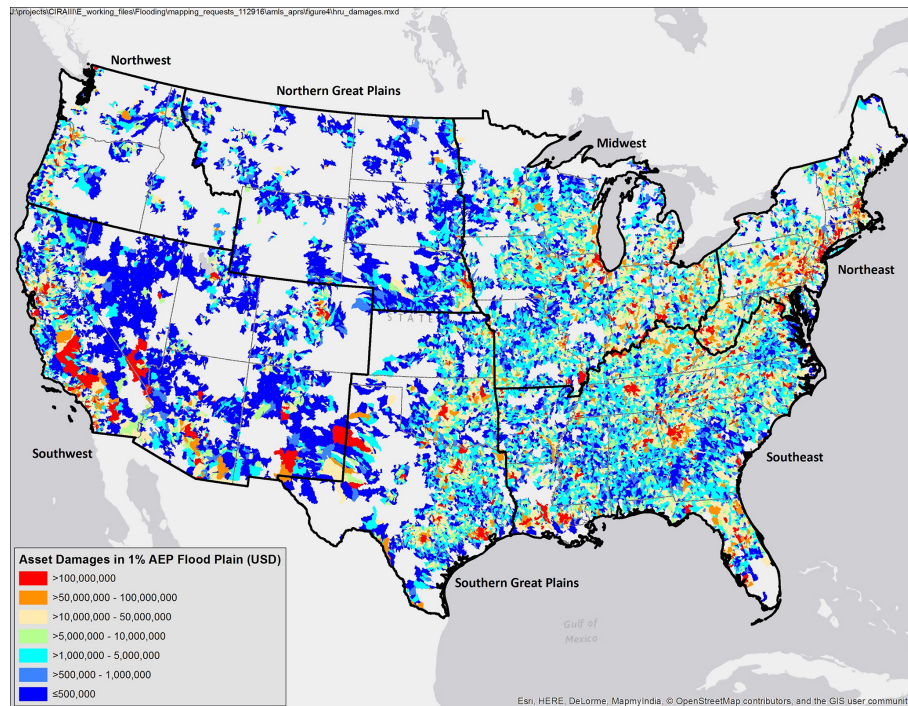 J:\projects\CIRAIII\E_working_files\Flooding\mapping_requests_112916\amls_aprs\figure4\hru_damages.mxd
Northwest
Northern Great Plains
Midwest
Northeast
STATE
Southwest
Southeast
Southern Great Plains
Gulf of
Mexico
Asset Damages in 1% AEP Flood Plain (USD)
>100,000,000
>50,000,000 - 100,000,000
>10,000,000 - 50,000,000
>5,000,000 - 10,000,000
>1,000,000 - 5,000,000
>500,000 - 1,000,000
≤500,000
Esri, HERE, DeLorme, MapmyIndia, © OpenStreetMap contributors, and the GIS user communit